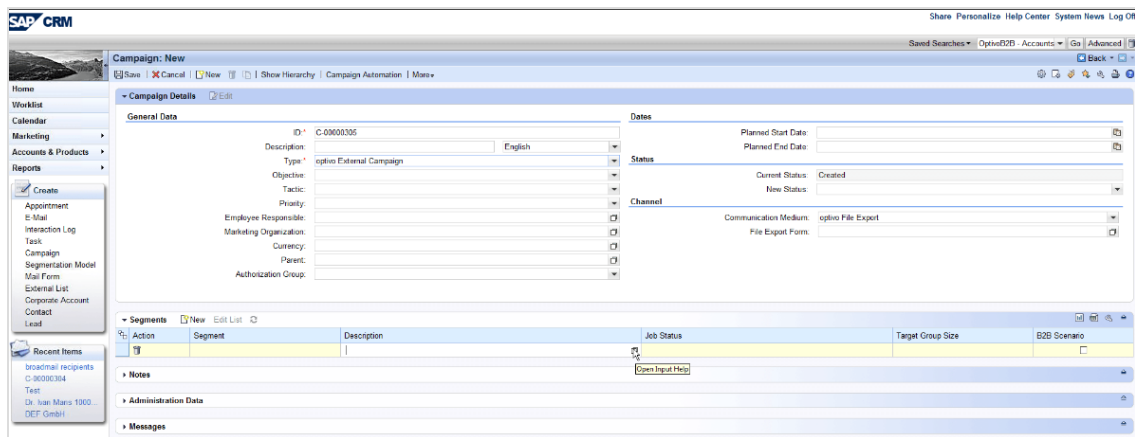 SAP CRM
Share Personalize Help Center System News Log Off
Saved Searches OptivoB2B - Accounts Go Advanced
Campaign: New
Back
Save | Cancel | New | Show Hierarchy | Campaign Automation | More
Home
Worklist
Calendar
Marketing
Accounts & Products
Reports
Create
Appointment
E-Mail
Interaction Log
Task
Campaign
Segmentation Model
Mail Form
External List
Corporate Account
Contact
Lead
Recent Items
broadmail recipients
C-00000304
Test
Dr. Ivan Maris 1000...
DEF GmbH
Campaign Details Edit
General Data
ID:* C-00000305
Description: English
Type:* optivo External Campaign
Objective:
Tactic:
Priority:
Employee Responsible:
Marketing Organization:
Currency:
Parent:
Authorization Group:
Dates
Planned Start Date:
Planned End Date:
Status
Current Status: Created
New Status:
Channel
Communication Medium: optivo File Export
File Export Form:
Segments New Edit List
Action Segment Description Job Status Target Group Size B2B Scenario
Open Input Help
Notes
Administration Data
Messages